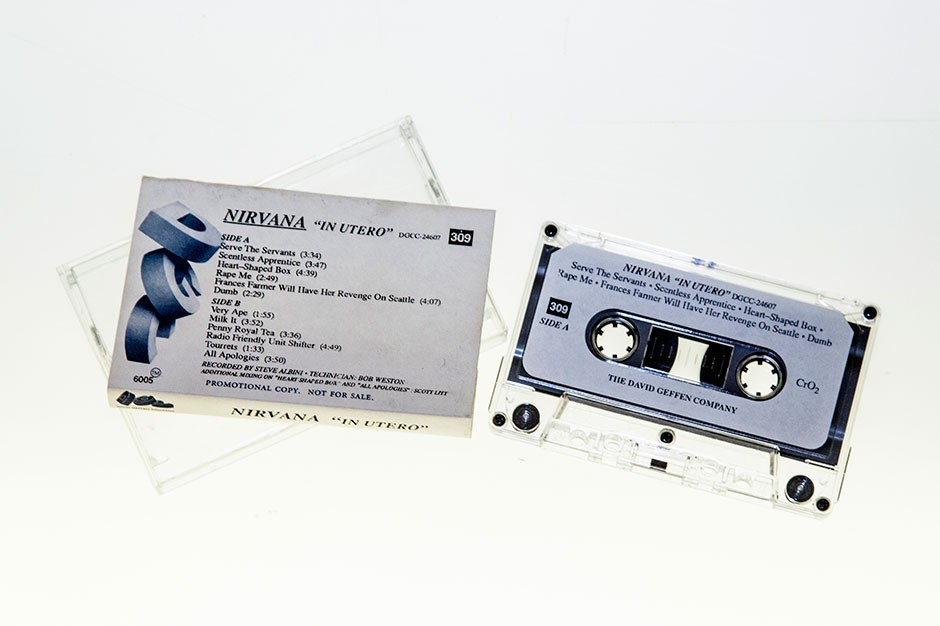 NIRVANA "IN UTERO" DGCC-24607 309
SIDE A
Serve The Servants (3:34)
Scentless Apprentice (3:47)
Heart-Shaped Box (4:39)
Rape Me (2:49)
Frances Farmer Will Have Her Revenge On Seattle (4:07)
Dumb (2:29)
SIDE B
Very Ape (1:55)
Milk It (3:52)
Penny Royal Tea (3:36)
Radio Friendly Unit Shifter (4:49)
Tourrets (1:33)
All Apologies (3:50)
RECORDED BY STEVE ALBINI • TECHNICIAN: BOB WESTON
ADDITIONAL MIXING ON "HEART SHAPED BOX" AND "ALL APOLOGIES": SCOTT LITT
PROMOTIONAL COPY. NOT FOR SALE.
6005 TM
NIRVANA "IN UTERO"
NIRVANA "IN UTERO" DGCC-24607
Serve The Servants • Scentless Apprentice • Heart-Shaped Box •
Rape Me • Frances Farmer Will Have Her Revenge On Seattle • Dumb
309
SIDE A
CrO2
THE DAVID GEFFEN COMPANY